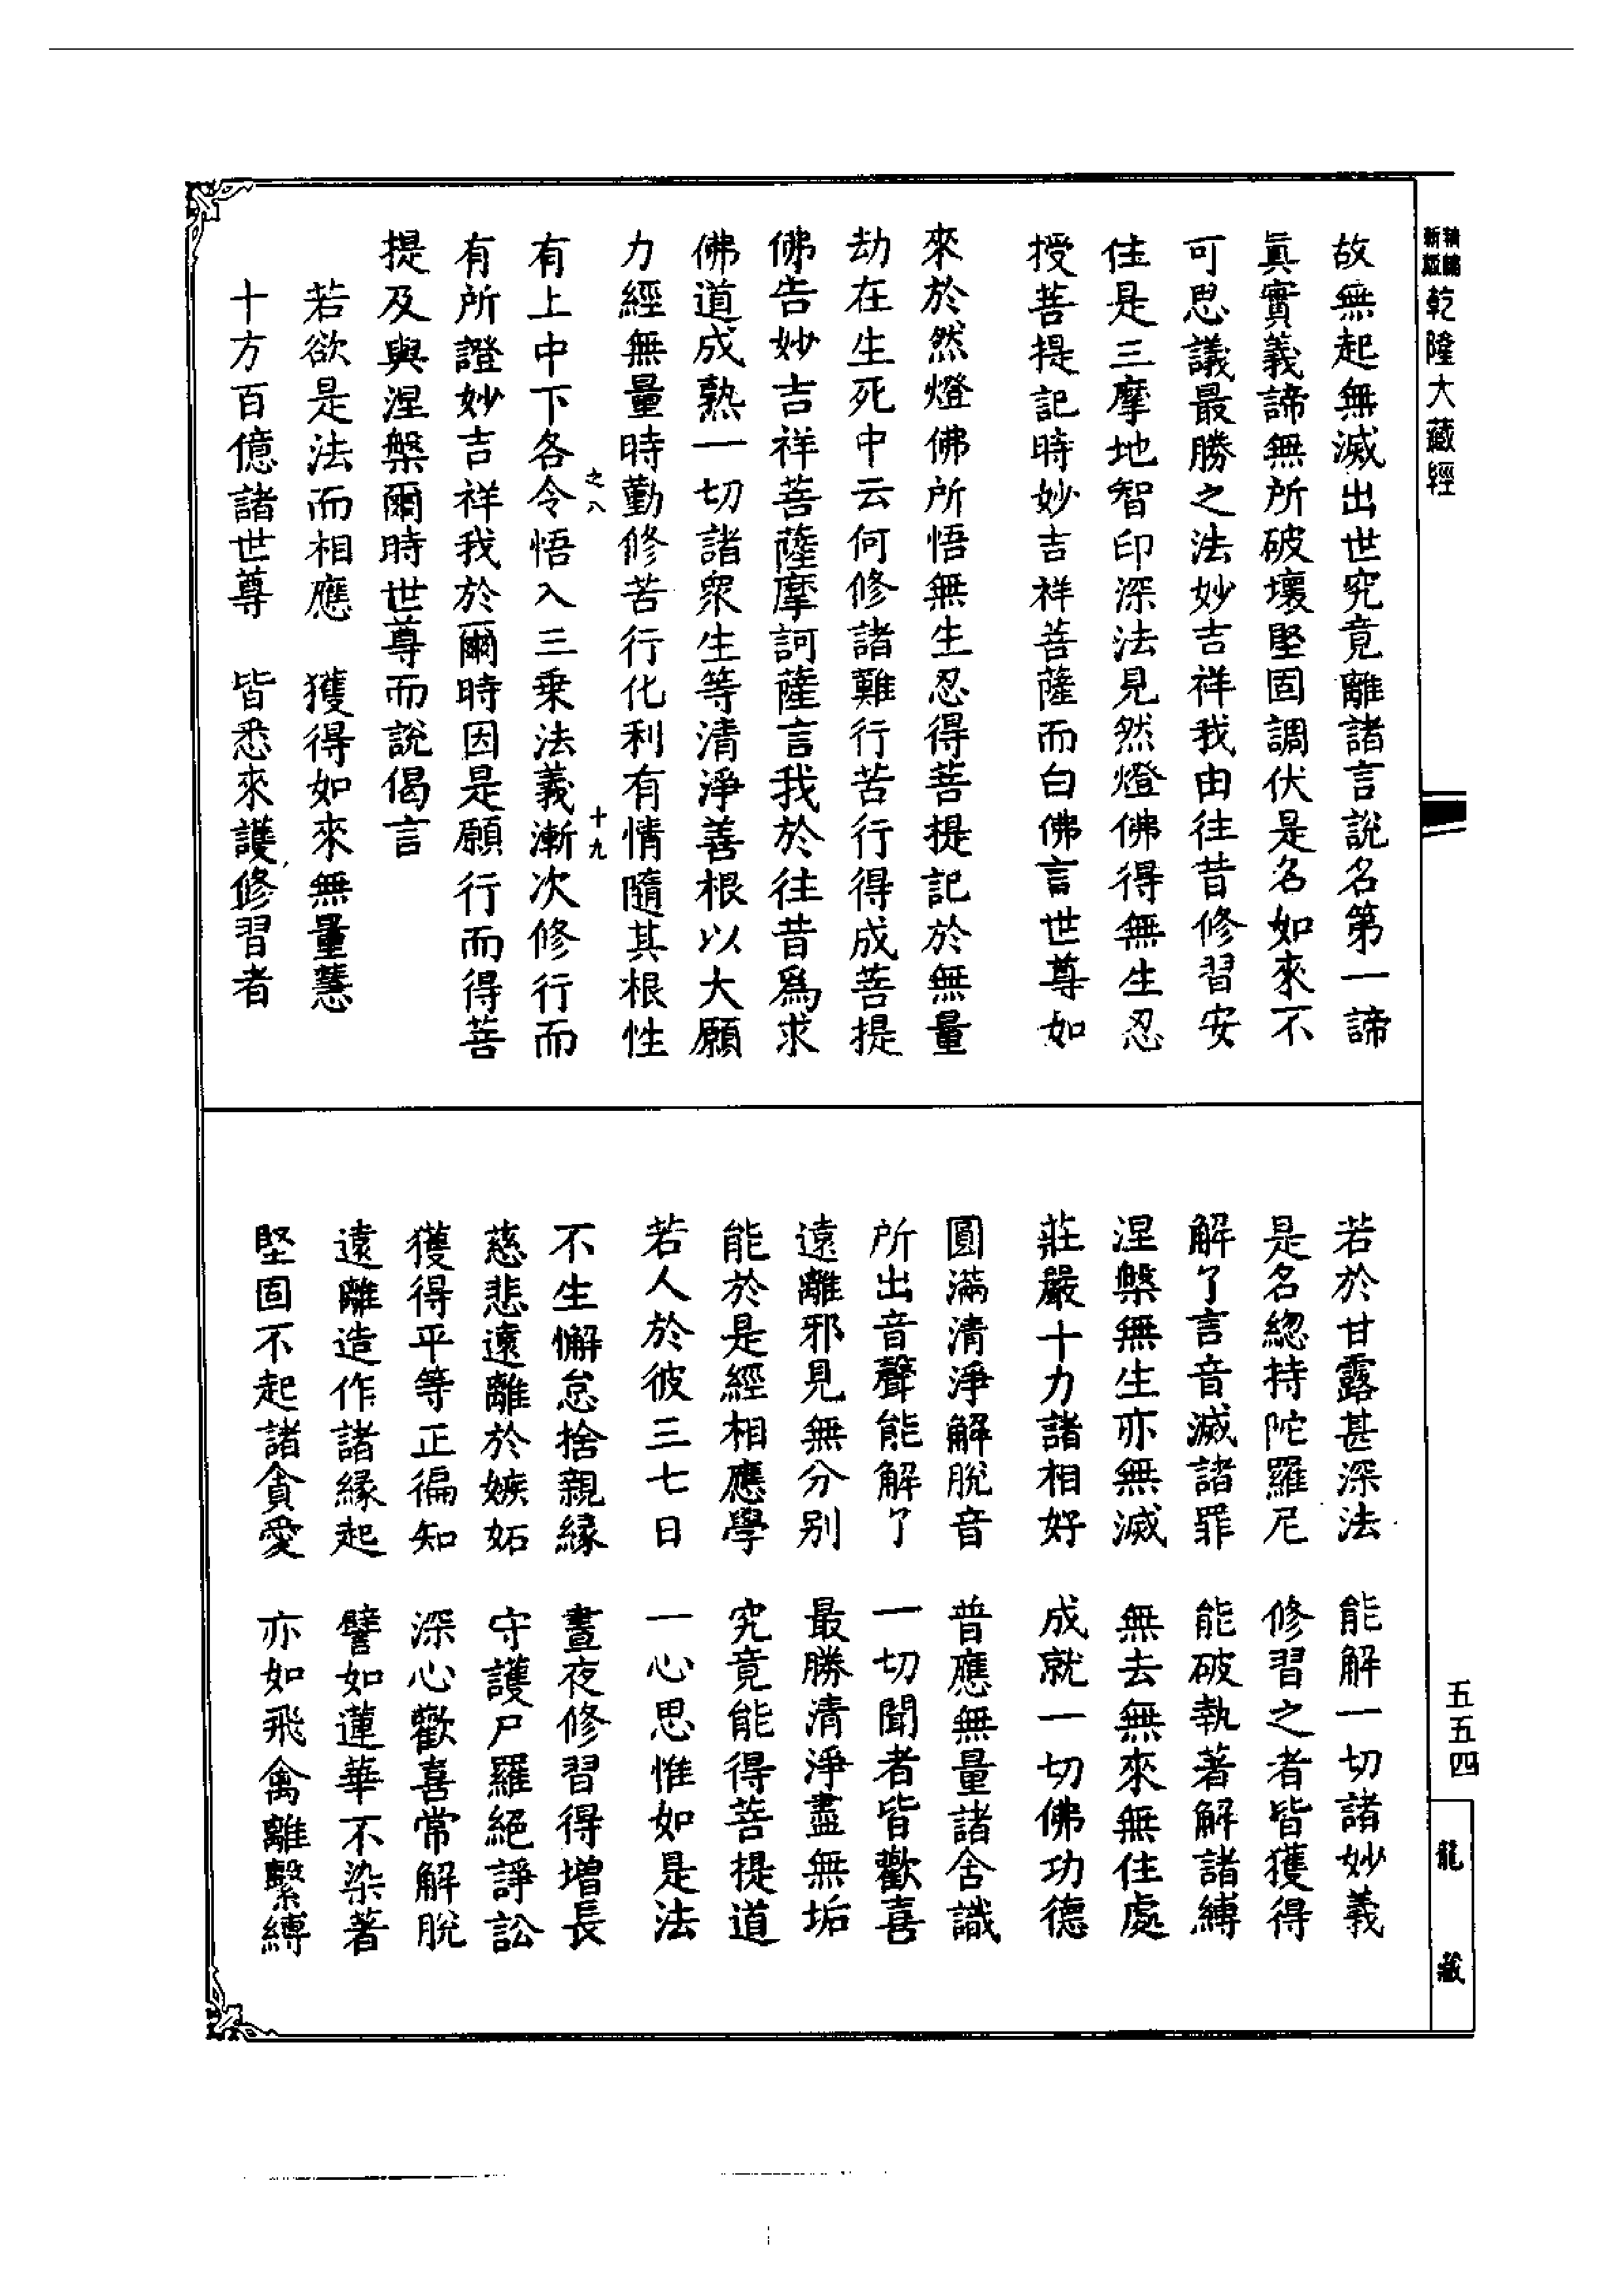 新版精縮乾隆大藏經
故無起無滅出世究竟離諸言說名第一諦
眞實義諦無所破壞堅固調伏是名如來不
可思議最勝之法妙吉祥我由往昔修習安
住是三摩地智印深法見然燈佛得無生忍
授菩提記時妙吉祥菩薩而白佛言世尊如
來於然燈佛所悟無生忍得菩提記於無量
劫在生死中云何修諸難行苦行得成菩提
佛告妙吉祥菩薩摩訶薩言我於往昔爲求
佛道成熟一切諸衆生等清淨善根以大願
力經無量時勤修苦行化利有情隨其根性
之八 十九
有上中下各令悟入三乗法義漸次修行而
有所證妙吉祥我於爾時因是願行而得菩
提及與涅槃爾時世尊而說偈言
若欲是法而相應 獲得如來無量慧
十方百億諸世尊 皆悉來護修習者
若於甘露甚深法 能解一切諸妙義
是名總持陀羅尼 修習之者皆獲得
解了言音滅諸罪 能破執著解諸縛
涅槃無生亦無滅 無去無來無住處
莊嚴十力諸相好 成就一切佛功德
圓滿清淨解脫音 普應無量諸含識
所出音聲能解了 一切聞者皆歡喜
遠離邪見無分別 最勝清淨盡無垢
能於是經相應學 究竟能得菩提道
若人於彼三七日 一心思惟如是法
不生懈怠捨親緣 晝夜修習得增長
慈悲遠離於嫉妬 守護尸羅絕諍訟
獲得平等正徧知 深心歡喜常解脫
遠離造作諸緣起 譬如蓮華不染著
堅固不起諸貪愛 亦如飛禽離繫縛
五五四
龍藏